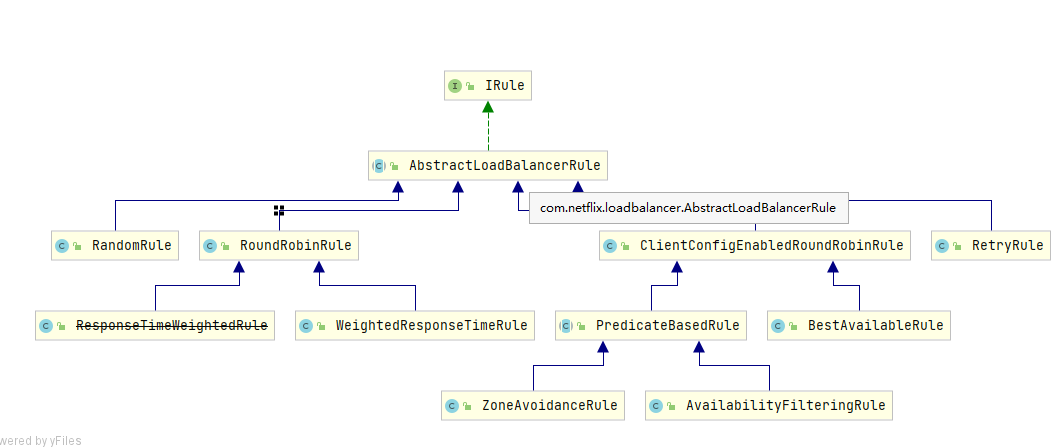 IRule
AbstractLoadBalancerRule
com.netflix.loadbalancer.AbstractLoadBalancerRule
RandomRule
RoundRobinRule
ClientConfigEnabledRoundRobinRule
RetryRule
ResponseTimeWeightedRule
WeightedResponseTimeRule
PredicateBasedRule
BestAvailableRule
ZoneAvoidanceRule
AvailabilityFilteringRule
wered by yFiles